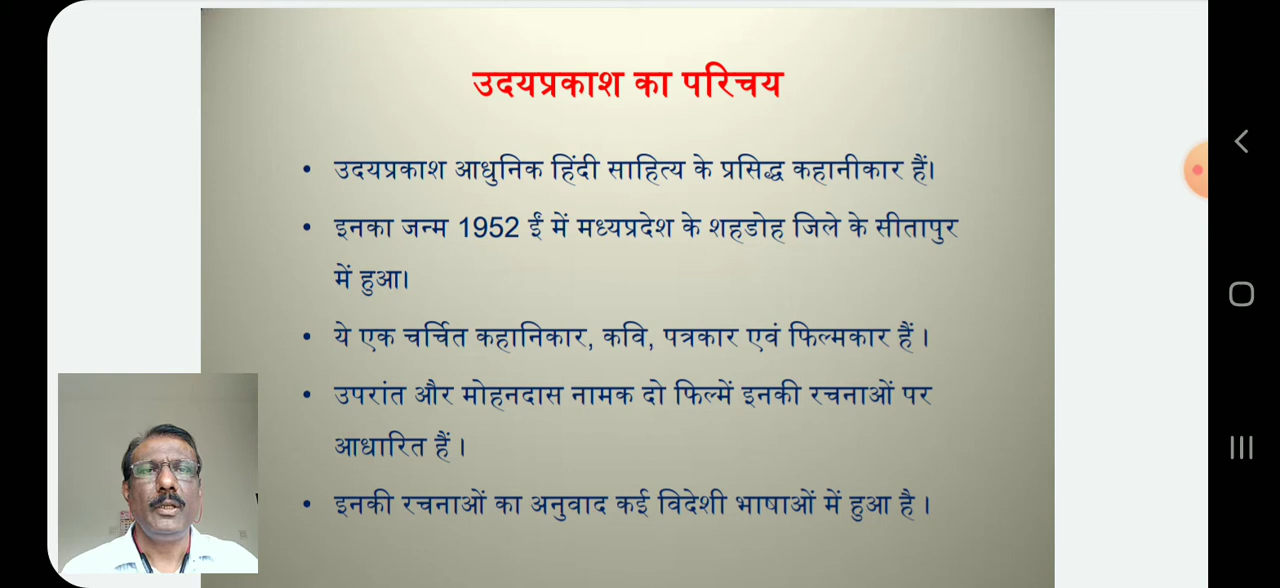 उदयप्रकाश का परिचय
• उदयप्रकाश आधुनिक हिंदी साहित्य के प्रसिद्ध कहानीकार हैं।
• इनका जन्म 1952 ईं में मध्यप्रदेश के शहडोह जिले के सीतापुर
में हुआ।
• ये एक चर्चित कहानिकार, कवि, पत्रकार एवं फिल्मकार हैं ।
• उपरांत और मोहनदास नामक दो फिल्में इनकी रचनाओं पर
आधारित हैं ।
• इनकी रचनाओं का अनुवाद कई विदेशी भाषाओं में हुआ है ।